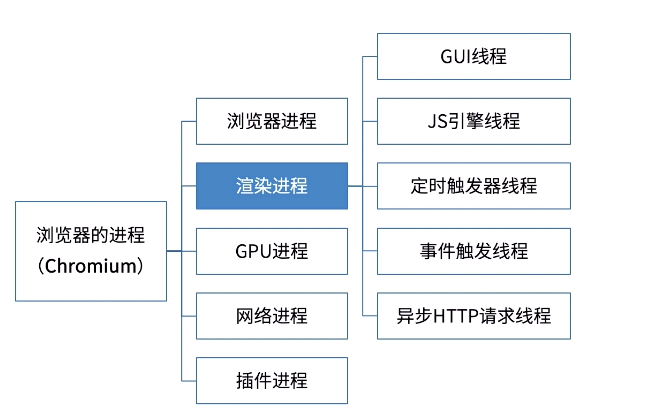 浏览器的进程
（Chromium）
浏览器进程
渲染进程
GPU进程
网络进程
插件进程
GUI线程
JS引擎线程
定时触发器线程
事件触发线程
异步HTTP请求线程